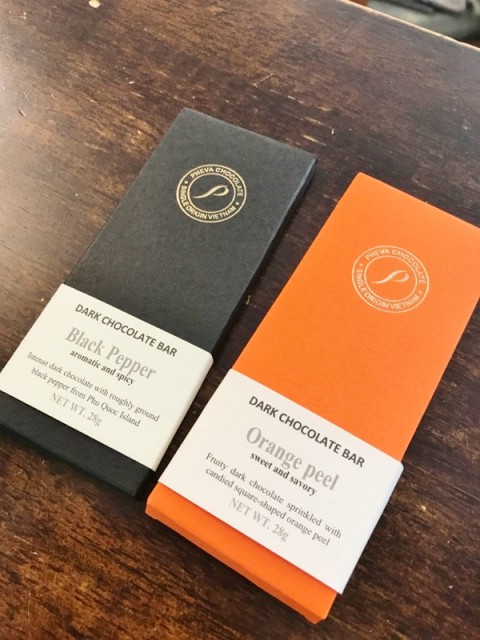 PHEVA CHOCOLATE
SINGLE ORIGIN VIETNAM
DARK CHOCOLATE BAR
Black Pepper
aromatic and spicy
Intense dark chocolate with roughly ground
black pepper from Phu Quoc Island
NET WT. 28g
PHEVA CHOCOLATE
SINGLE ORIGIN VIETNAM
DARK CHOCOLATE BAR
Orange peel
sweet and savory
Fruity dark chocolate sprinkled with
candied square-shaped orange peel
NET WT. 28g